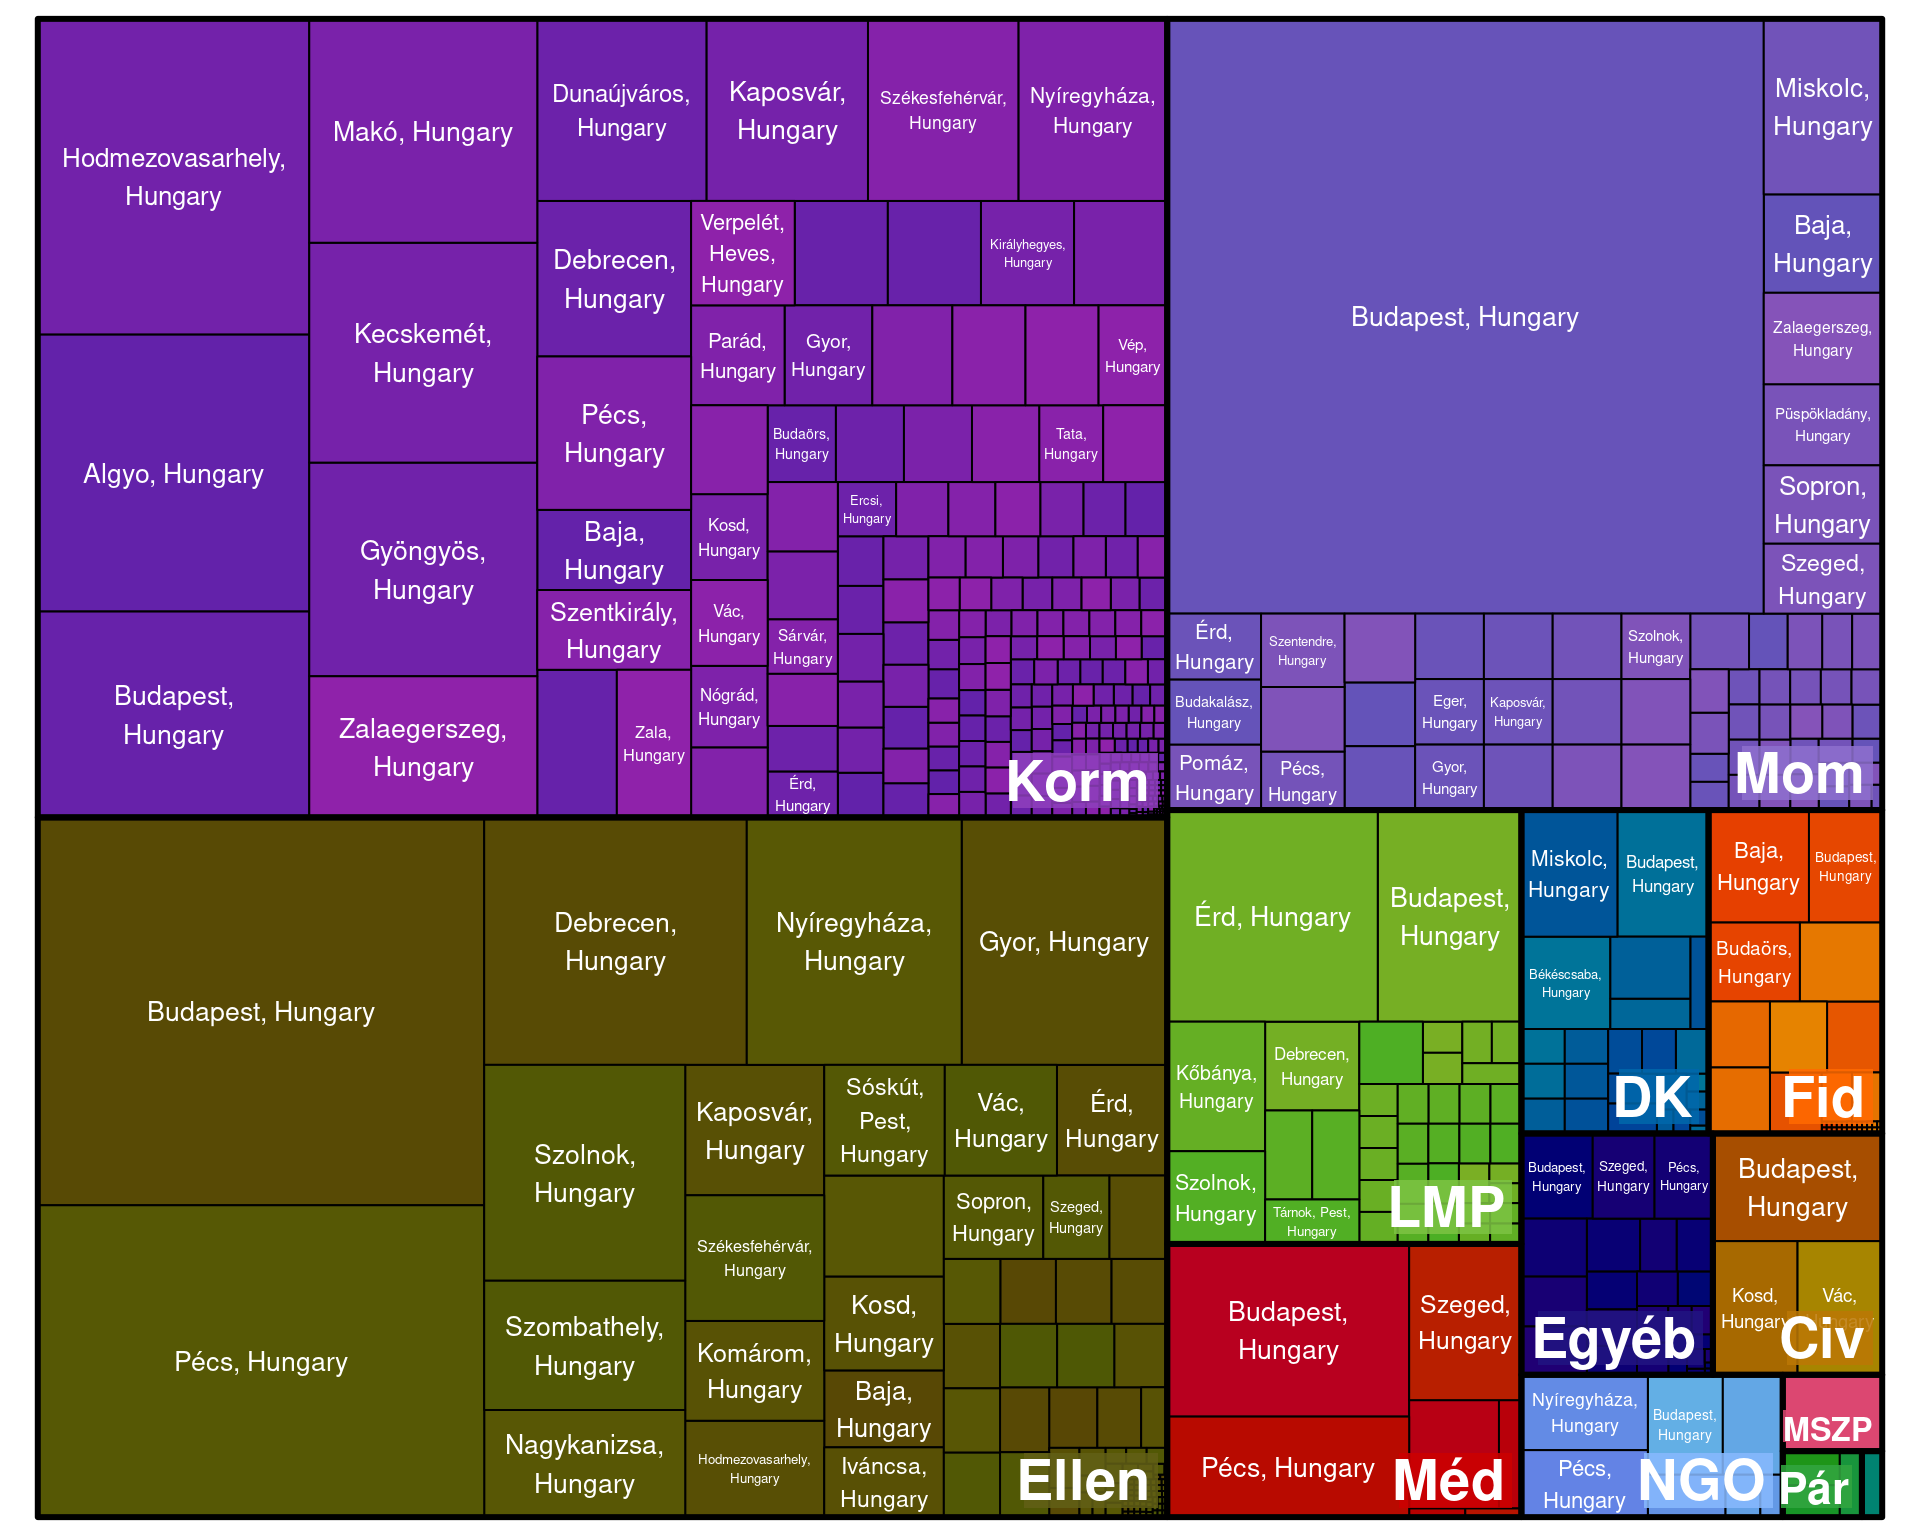 Hodmezovasarhely,
Hungary
Algyo, Hungary
Budapest,
Hungary
Makó, Hungary
Kecskemét,
Hungary
Gyöngyös,
Hungary
Zalaegerszeg,
Hungary
Dunaújváros,
Hungary
Kaposvár,
Hungary
Székesfehérvár,
Hungary
Nyíregyháza,
Hungary
Debrecen,
Hungary
Pécs,
Hungary
Baja,
Hungary
Szentkirály,
Hungary
Zala,
Hungary
Verpelét,
Heves,
Hungary
Királyhegyes,
Hungary
Parád,
Hungary
Gyor,
Hungary
Vép,
Hungary
Budaörs,
Hungary
Tata,
Hungary
Kosd,
Hungary
Ercsi,
Hungary
Vác,
Hungary
Sárvár,
Hungary
Nógrád,
Hungary
Érd,
Hungary
Korm
Budapest, Hungary
Miskolc,
Hungary
Baja,
Hungary
Zalaegerszeg,
Hungary
Püspökladány,
Hungary
Sopron,
Hungary
Szeged,
Hungary
Érd,
Hungary
Szentendre,
Hungary
Szolnok,
Hungary
Budakalász,
Hungary
Eger,
Hungary
Kaposvár,
Hungary
Pomáz,
Hungary
Pécs,
Hungary
Gyor,
Hungary
Mom
Budapest, Hungary
Pécs, Hungary
Debrecen,
Hungary
Nyíregyháza,
Hungary
Gyor, Hungary
Szolnok,
Hungary
Szombathely,
Hungary
Nagykanizsa,
Hungary
Kaposvár,
Hungary
Székesfehérvár,
Hungary
Komárom,
Hungary
Hodmezovasarhely,
Hungary
Sóskút,
Pest,
Hungary
Vác,
Hungary
Érd,
Hungary
Sopron,
Hungary
Szeged,
Hungary
Kosd,
Hungary
Baja,
Hungary
Iváncsa,
Hungary
Ellen
Érd, Hungary
Budapest,
Hungary
Kőbánya,
Hungary
Debrecen,
Hungary
Szolnok,
Hungary
Tárnok, Pest,
Hungary
LMP
Budapest,
Hungary
Szeged,
Hungary
Pécs, Hungary
Méd
Miskolc,
Hungary
Budapest,
Hungary
Békéscsaba,
Hungary
DK
Baja,
Hungary
Budapest,
Hungary
Budaörs,
Hungary
Fid
Budapest,
Hungary
Szeged,
Hungary
Pécs,
Hungary
Egyéb
Budapest,
Hungary
Kosd,
Hungary
Vác,
Hungary
Civ
Nyíregyháza,
Hungary
Budapest,
Hungary
Pécs,
Hungary
NGO
MSZP
Pár